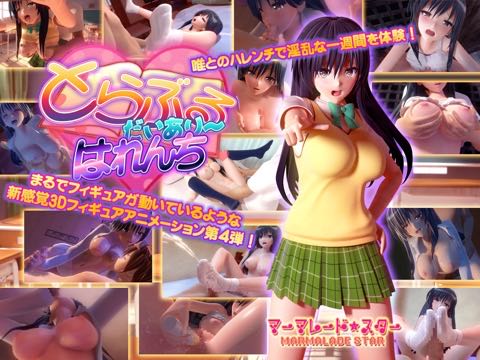 唯とのハレンチで淫乱な一週間を体験！
とらぶる
だいあり～
はれんち
まるでフィギュアが動いているような
新感覚3Dフィギュアアニメーション第4弾！
マーマレード★スター
MARMALADE STAR